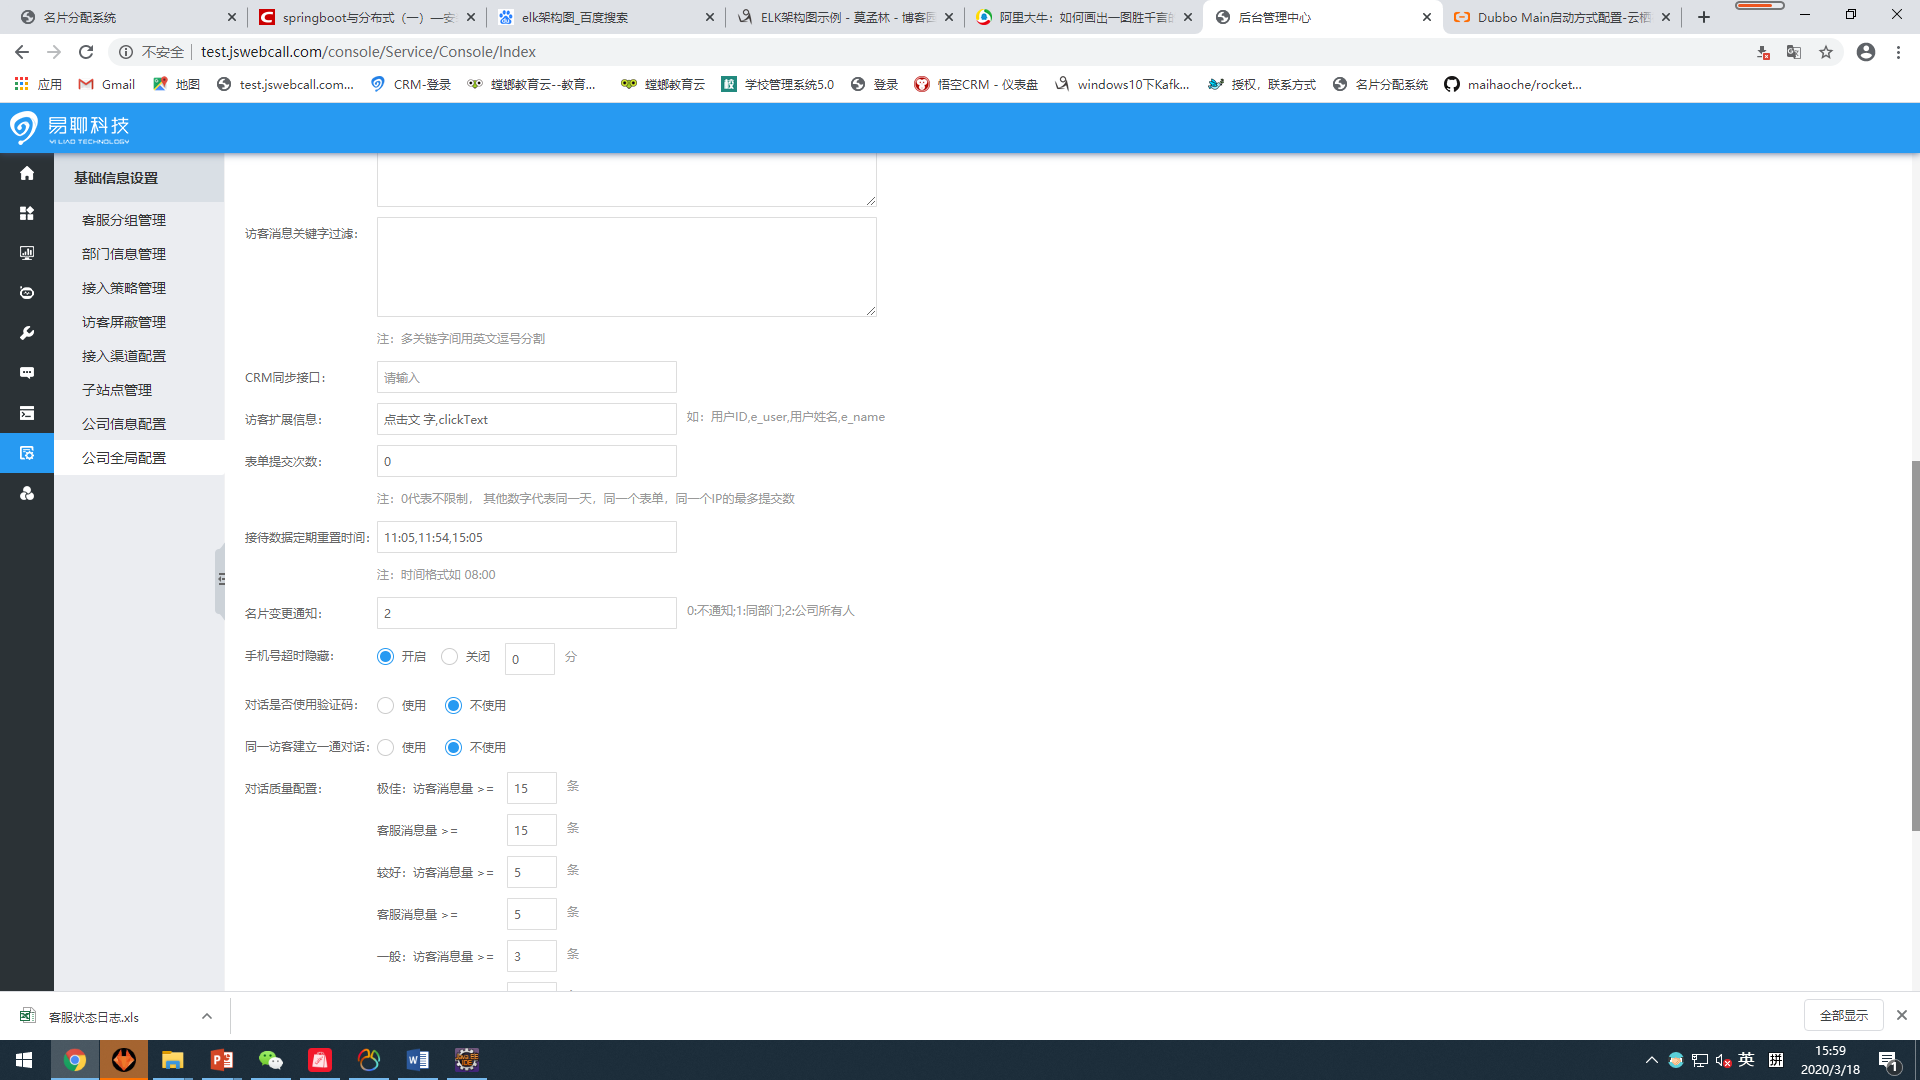 名片分配系统
springboot与分布式（一）—安
elk架构图_百度搜索
ELK架构图示例 - 莫孟林 - 博客园
阿里大牛：如何画出一图胜千言的
后台管理中心
Dubbo Main启动方式配置-云栖
不安全 test.jswebcall.com/console/Service/Console/Index
应用 Gmail 地图 test.jswebcall.com... CRM-登录 螳螂教育云--教育... 螳螂教育云 学校管理系统5.0 登录 悟空CRM - 仪表盘 windows10下Kafk... 授权，联系方式 名片分配系统 maihaoche/rocket...
易聊科技
YI LIAO TECHNOLOGY
基础信息设置
客服分组管理
部门信息管理
接入策略管理
访客屏蔽管理
接入渠道配置
子站点管理
公司信息配置
公司全局配置
访客消息关键字过滤:
注：多关链字间用英文逗号分割
CRM同步接口: 请输入
访客扩展信息: 点击文 字,clickText 如：用户ID,e_user,用户姓名,e_name
表单提交次数: 0
注：0代表不限制， 其他数字代表同一天，同一个表单，同一个IP的最多提交数
接待数据定期重置时间: 11:05,11:54,15:05
注：时间格式如 08:00
名片变更通知: 2 0:不通知;1:同部门;2:公司所有人
手机号超时隐藏: 开启 关闭 0 分
对话是否使用验证码: 使用 不使用
同一访客建立一通对话: 使用 不使用
对话质量配置: 极佳：访客消息量 >= 15 条
客服消息量 >= 15 条
较好：访客消息量 >= 5 条
客服消息量 >= 5 条
一般：访客消息量 >= 3 条
客服状态日志.xls
全部显示
英 拼
15:59
2020/3/18
1